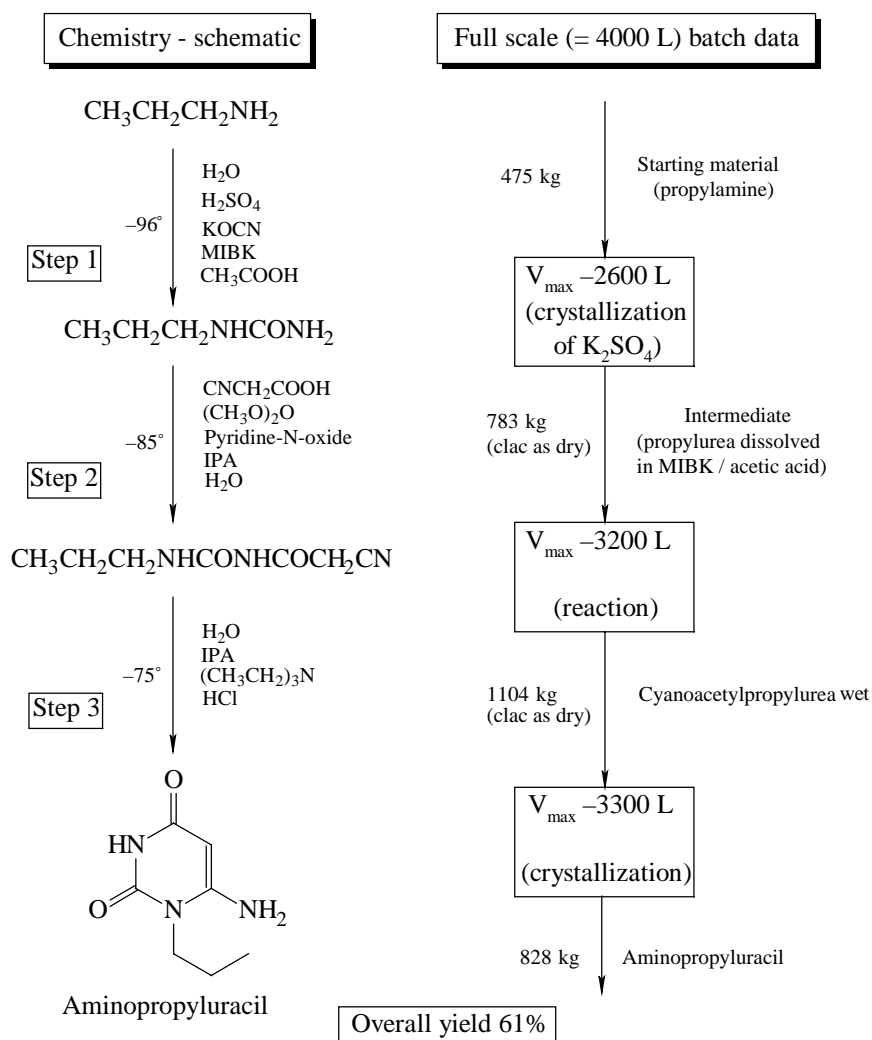 Chemistry - schematic
Full scale (= 4000 L) batch data
CH₃CH₂CH₂NH₂
–96°
H₂O
H₂SO₄
KOCN
MIBK
CH₃COOH
Step 1
CH₃CH₂CH₂NHCONH₂
–85°
CNCH₂COOH
(CH₃O)₂O
Pyridine-N-oxide
IPA
H₂O
Step 2
CH₃CH₂CH₂NHCONHCOCH₂CN
–75°
H₂O
IPA
(CH₃CH₂)₃N
HCl
Step 3
O
HN
O
N
NH₂
Aminopropyluracil
475 kg
Starting material
(propylamine)
Vmax –2600 L
(crystallization
of K₂SO₄)
783 kg
(clac as dry)
Intermediate
(propylurea dissolved
in MIBK / acetic acid)
Vmax –3200 L
(reaction)
1104 kg
(clac as dry)
Cyanoacetylpropylurea wet
Vmax –3300 L
(crystallization)
828 kg
Aminopropyluracil
Overall yield 61%